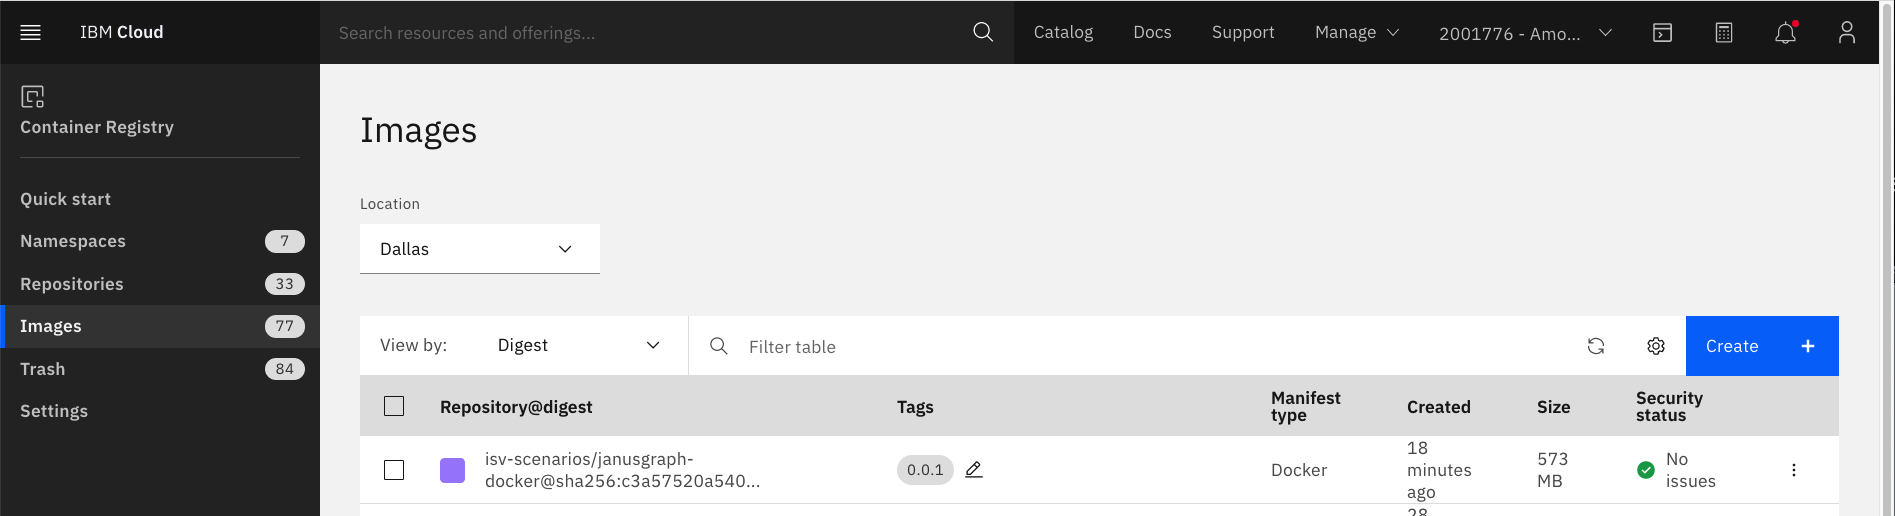 IBM Cloud
Search resources and offerings...
Catalog
Docs
Support
Manage
2001776 - Amo...
Container Registry
Quick start
Namespaces 7
Repositories 33
Images 77
Trash 84
Settings
Images
Location
Dallas
View by: Digest
Filter table
Create +
Repository@digest
Tags
Manifest
type
Created
Size
Security
status
isv-scenarios/janusgraph-
docker@sha256:c3a57520a540...
0.0.1
Docker
18
minutes
ago
573
MB
No
issues
28